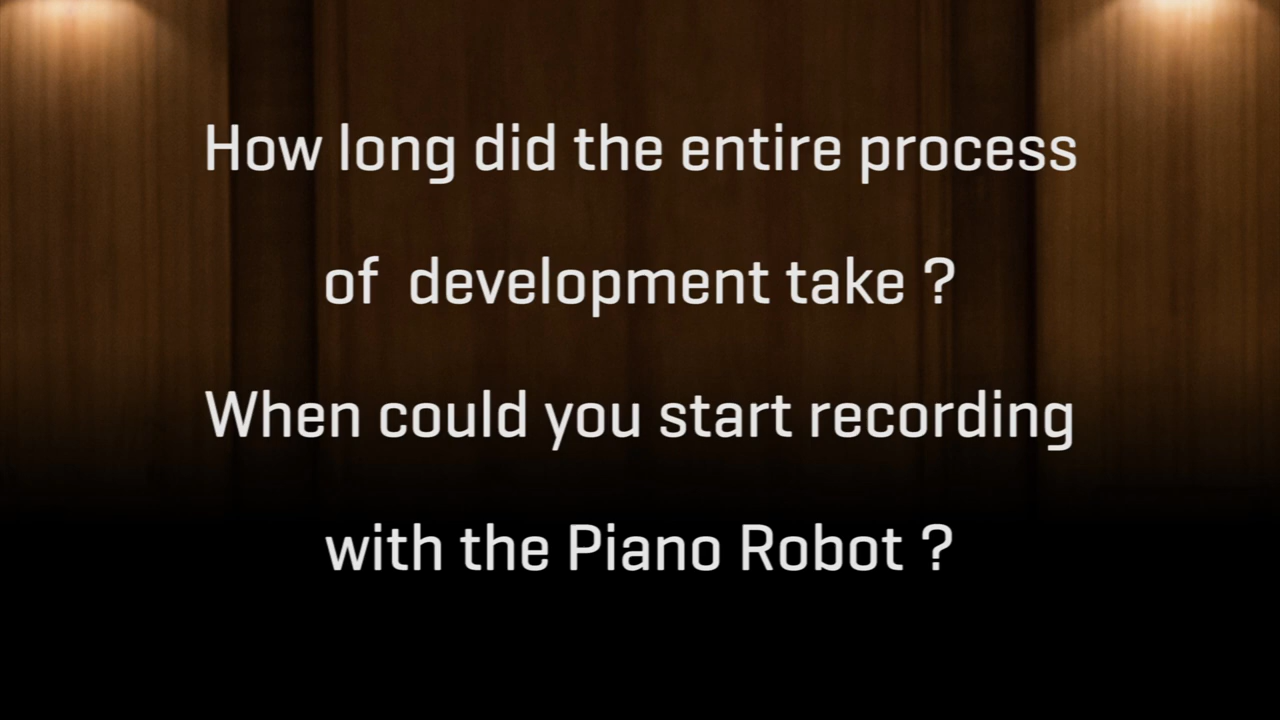 How long did the entire process
of  development take ?
When could you start recording
with the Piano Robot ?